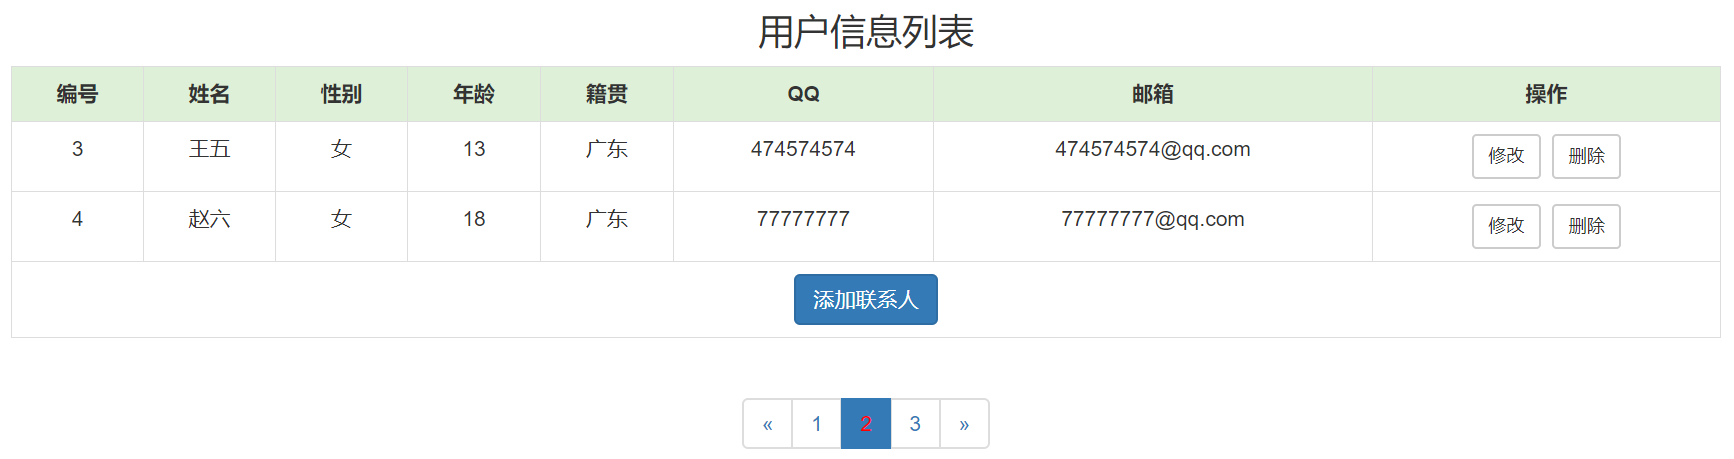 用户信息列表
编号 姓名 性别 年龄 籍贯 QQ 邮箱 操作
3 王五 女 13 广东 474574574 474574574@qq.com 修改 删除
4 赵六 女 18 广东 77777777 77777777@qq.com 修改 删除
添加联系人
« 1 2 3 »